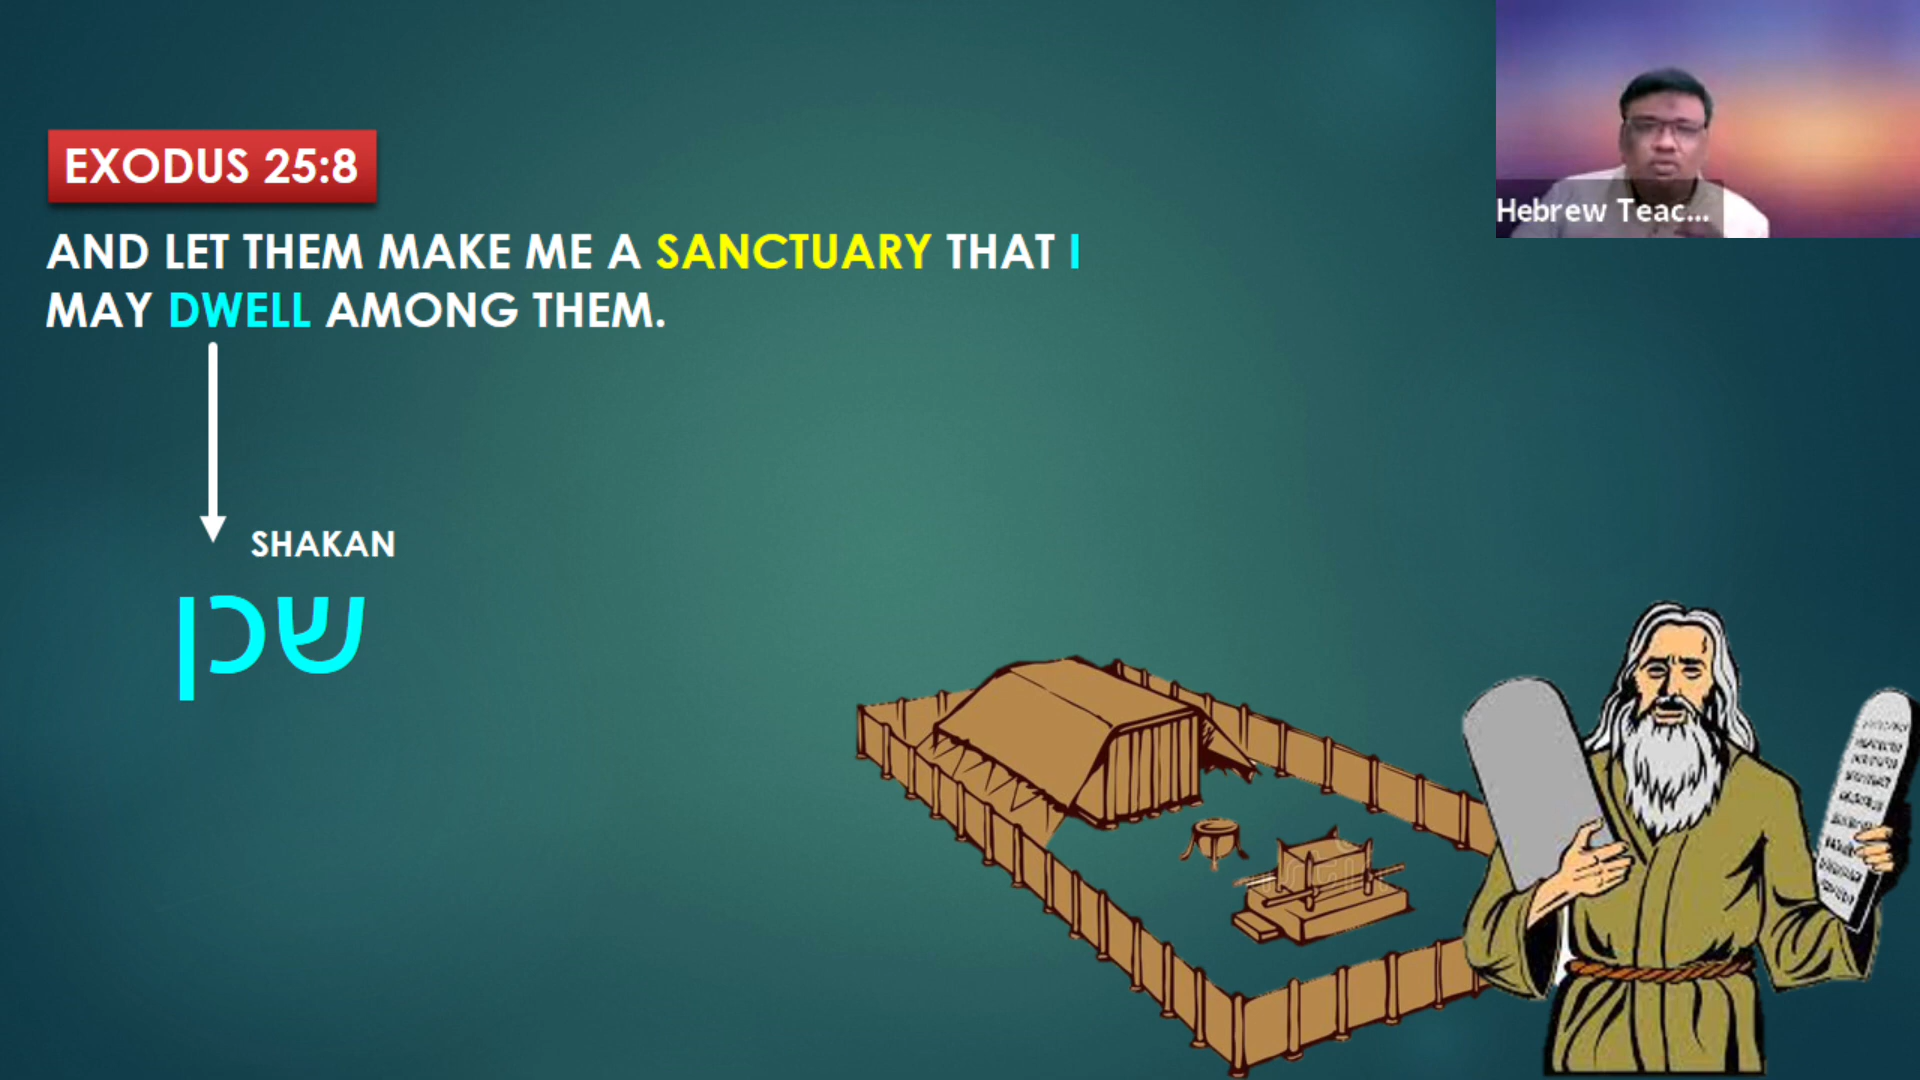 EXODUS 25:8
AND LET THEM MAKE ME A SANCTUARY THAT I
MAY DWELL AMONG THEM.
SHAKAN
שכן
Hebrew Teac...